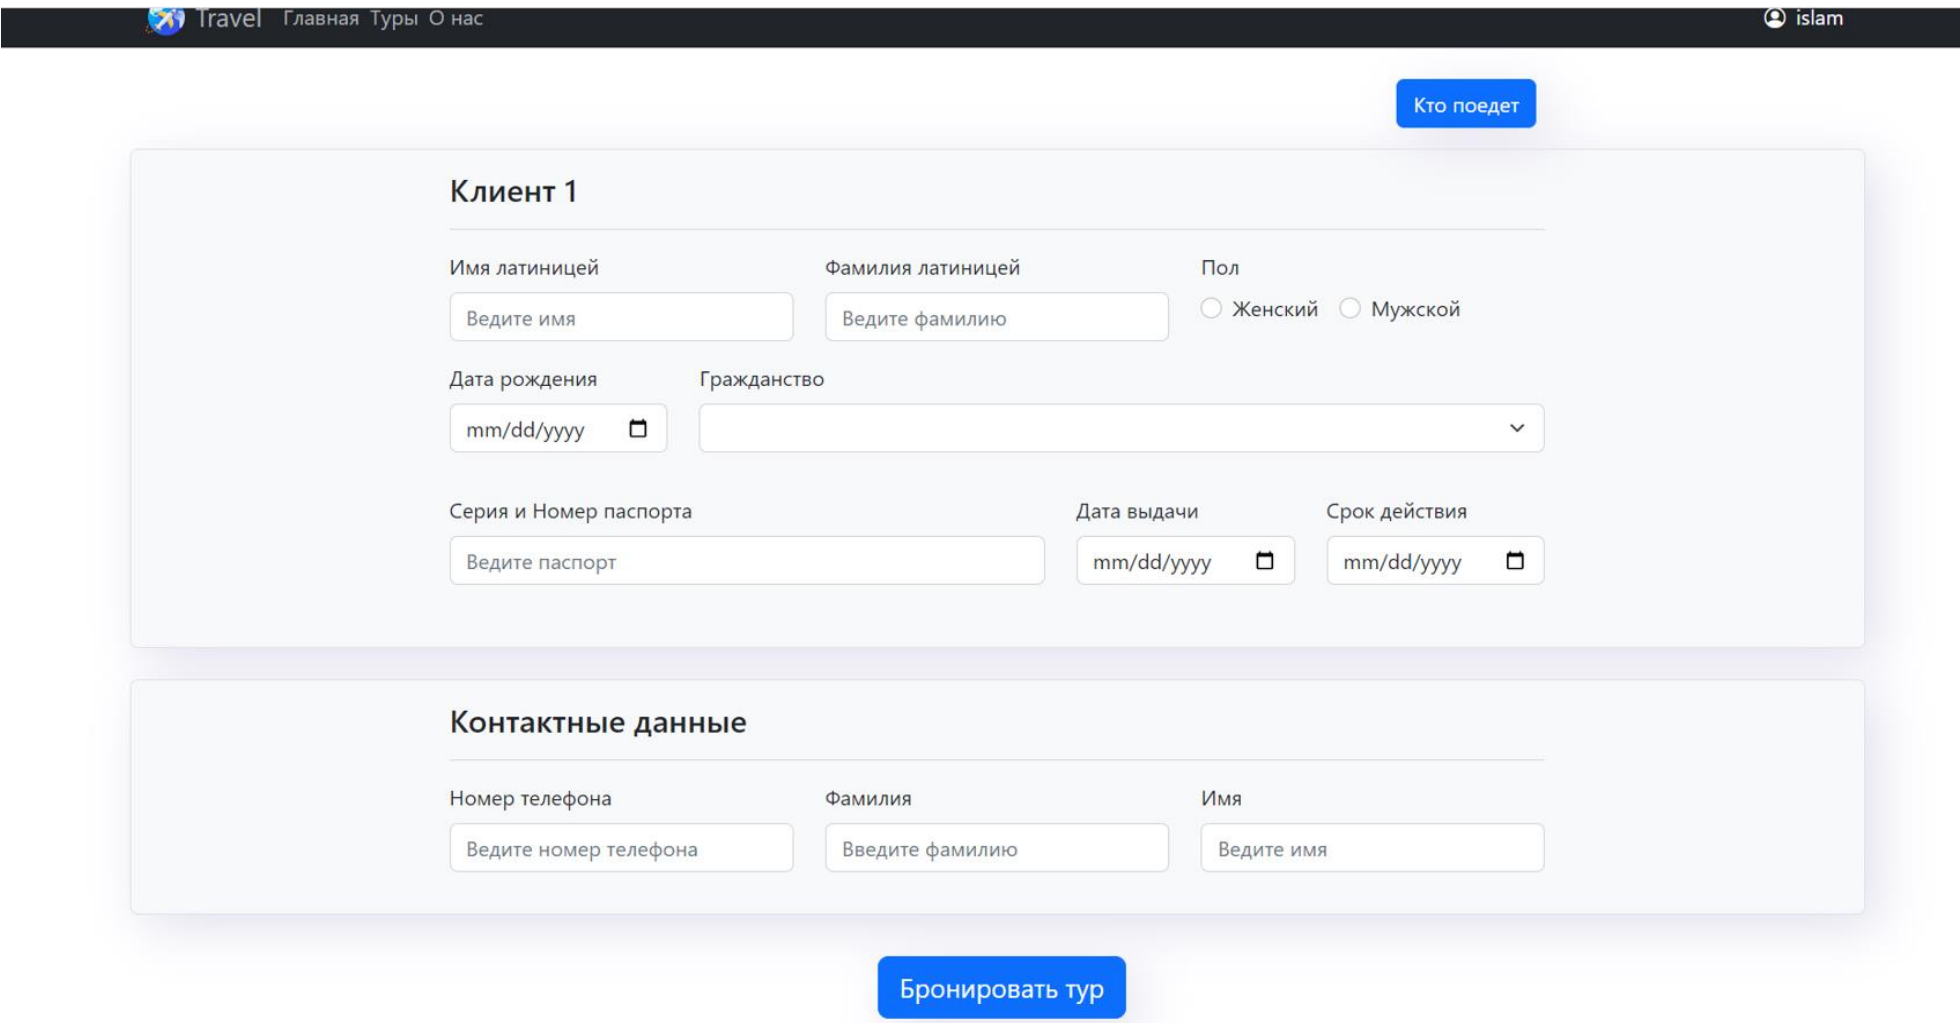 Travel Главная Туры О нас islam
Кто поедет
Клиент 1
Имя латиницей Фамилия латиницей Пол
Ведите имя Ведите фамилию Женский Мужской
Дата рождения Гражданство
mm/dd/yyyy
Серия и Номер паспорта Дата выдачи Срок действия
Ведите паспорт mm/dd/yyyy mm/dd/yyyy
Контактные данные
Номер телефона Фамилия Имя
Ведите номер телефона Введите фамилию Ведите имя
Бронировать тур